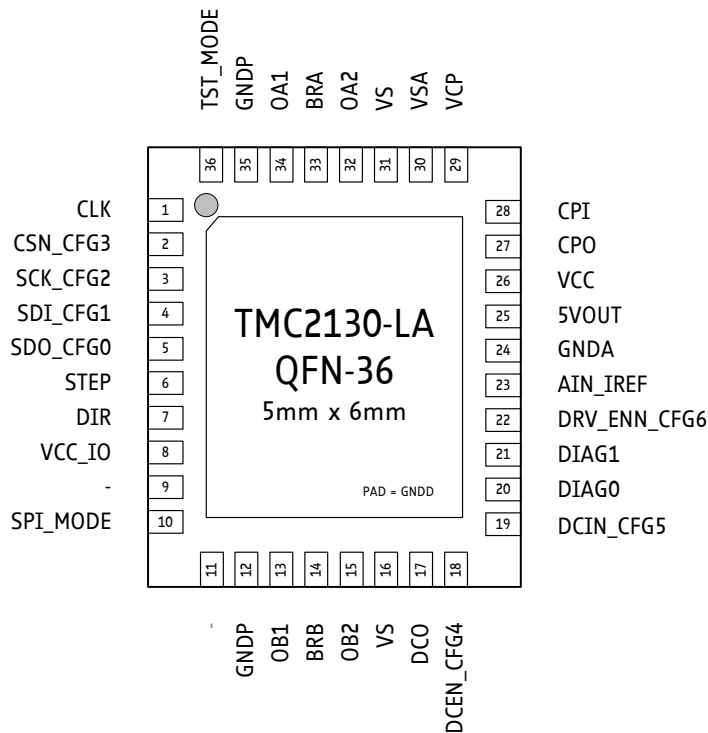 TST_MODE
GNDP
OA1
BRA
OA2
VS
VSA
VCP
36
35
34
33
32
31
30
29
CLK 1
CSN_CFG3 2
SCK_CFG2 3
SDI_CFG1 4
SDO_CFG0 5
STEP 6
DIR 7
VCC_IO 8
- 9
SPI_MODE 10
TMC2130-LA
QFN-36
5mm x 6mm
PAD = GNDD
28 CPI
27 CPO
26 VCC
25 5VOUT
24 GNDA
23 AIN_IREF
22 DRV_ENN_CFG6
21 DIAG1
20 DIAG0
19 DCIN_CFG5
11
12
13
14
15
16
17
18
-
GNDP
OB1
BRB
OB2
VS
DCO
DCEN_CFG4